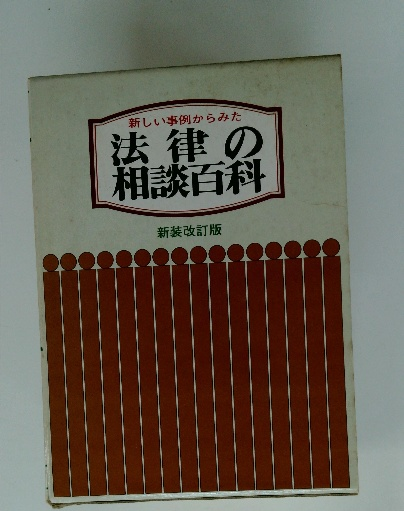 新しい事例からみた
法律の
相談百科
新装改訂版